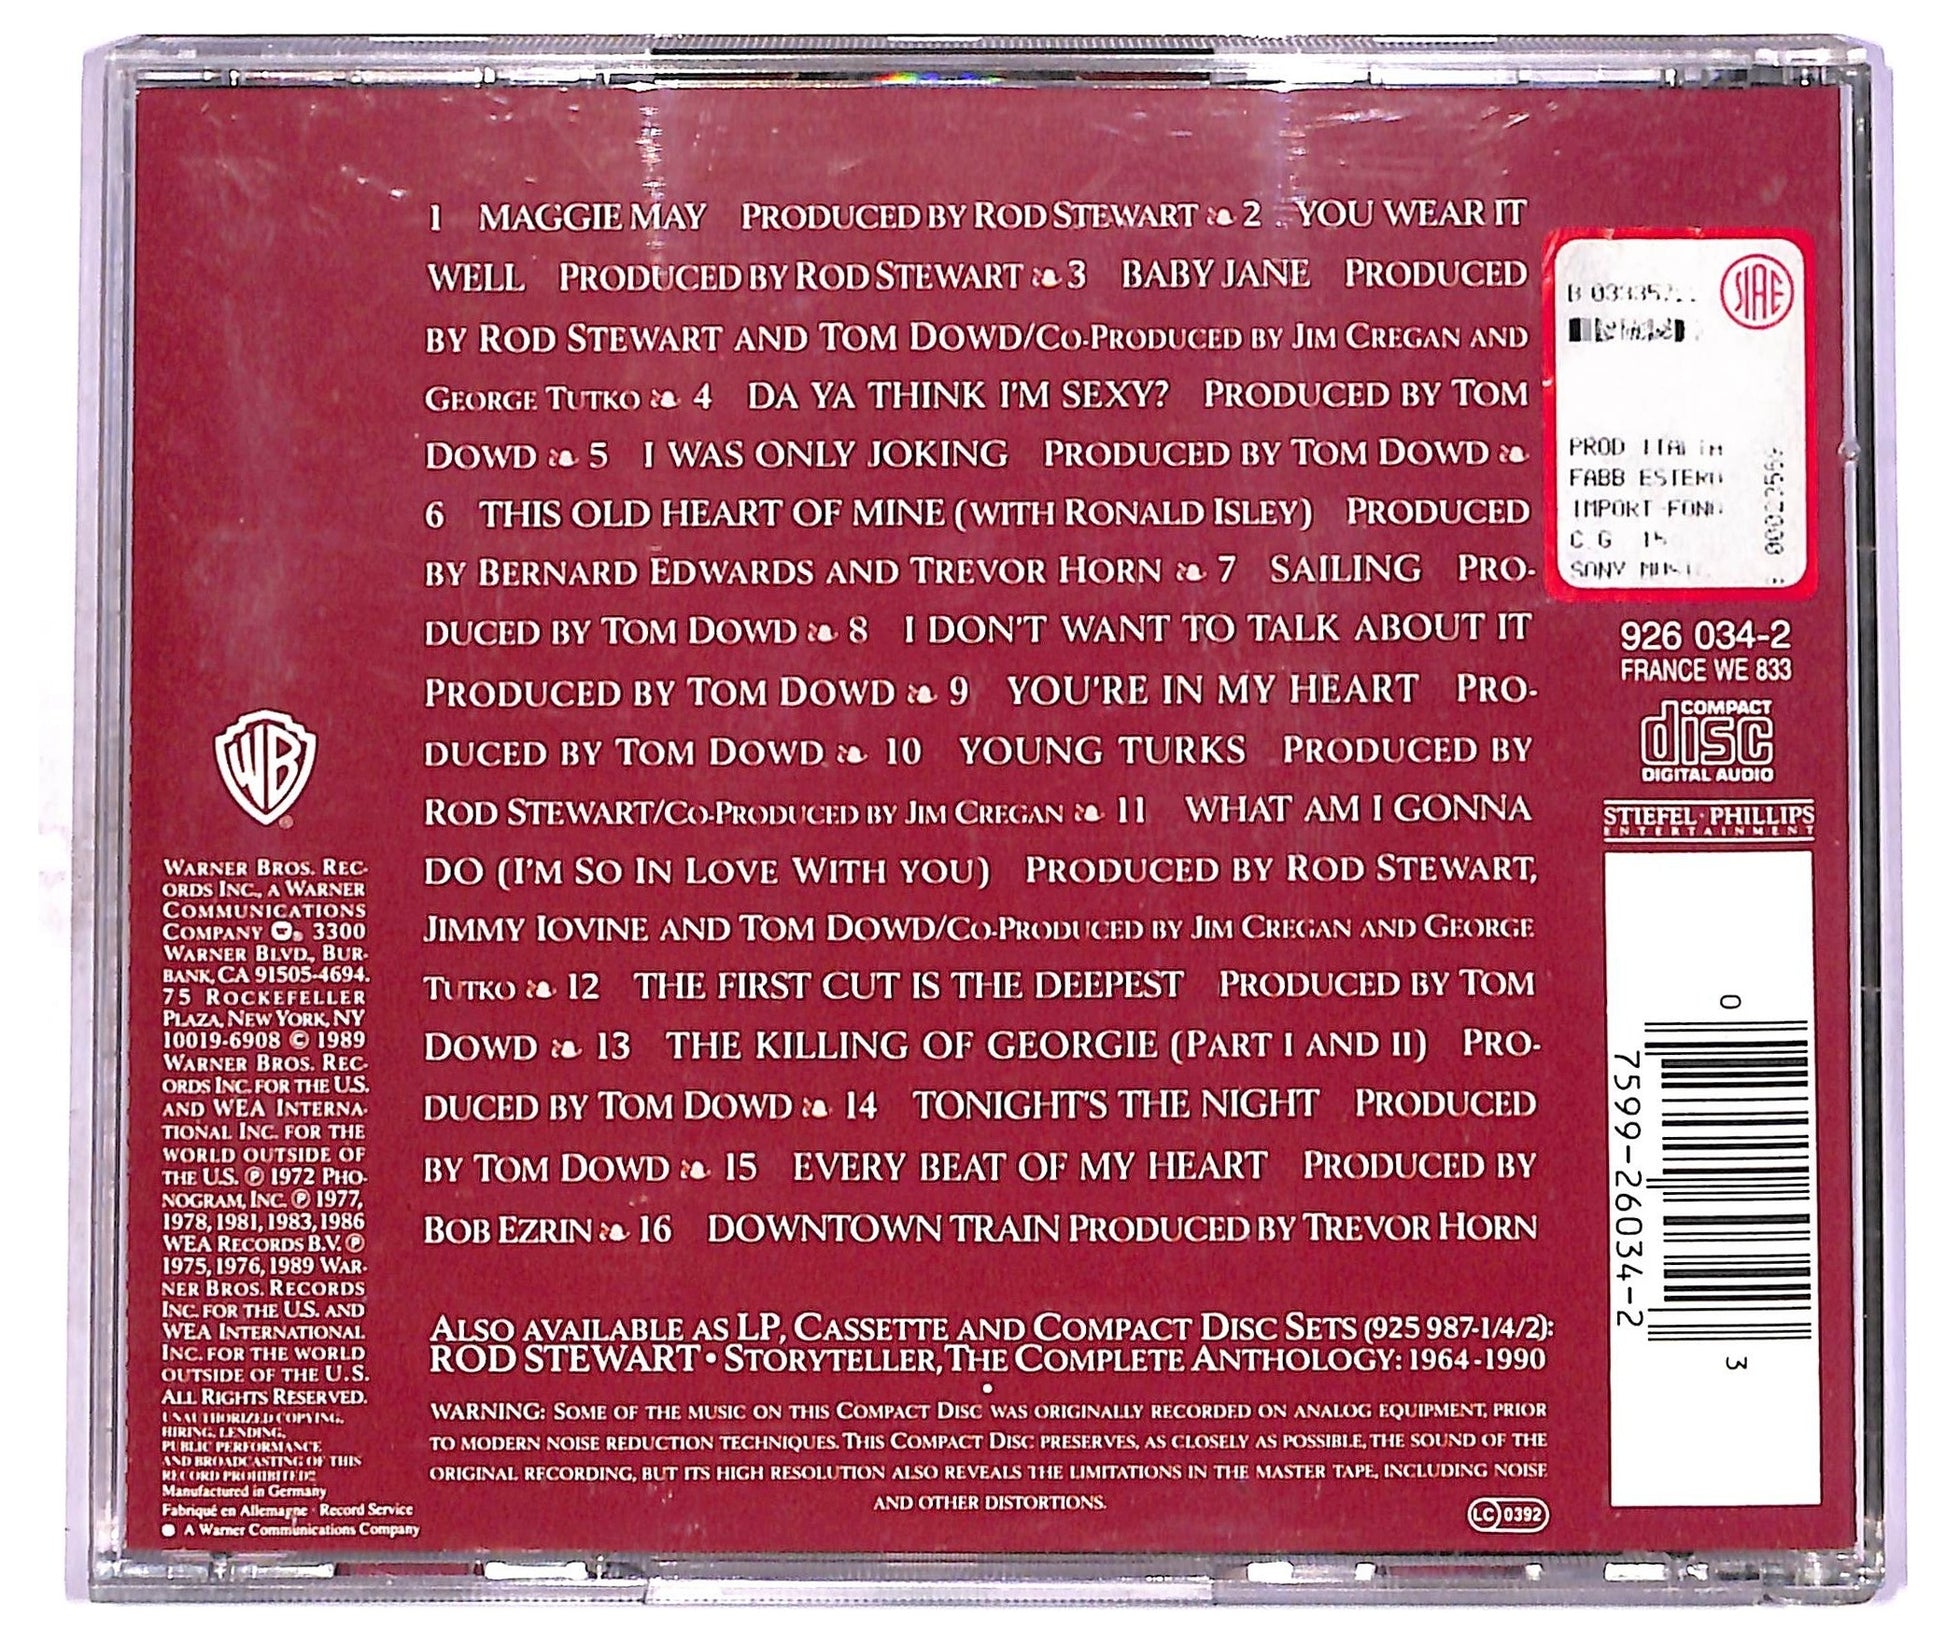 1 MAGGIE MAY PRODUCED BY ROD STEWART 2 YOU WEAR IT
WELL PRODUCED BY ROD STEWART 3 BABY JANE PRODUCED
BY ROD STEWART AND TOM DOWD/CO-PRODUCED BY JIM CREGAN AND
GEORGE TUTKO 4 DA YA THINK I'M SEXY? PRODUCED BY TOM
DOWD 5 I WAS ONLY JOKING PRODUCED BY TOM DOWD
6 THIS OLD HEART OF MINE (WITH RONALD ISLEY) PRODUCED
BY BERNARD EDWARDS AND TREVOR HORN 7 SAILING PRO-
DUCED BY TOM DOWD 8 I DON'T WANT TO TALK ABOUT IT
PRODUCED BY TOM DOWD 9 YOU'RE IN MY HEART PRO-
DUCED BY TOM DOWD 10 YOUNG TURKS PRODUCED BY
ROD STEWART/CO-PRODUCED BY JIM CREGAN 11 WHAT AM I GONNA
DO (I'M SO IN LOVE WITH YOU) PRODUCED BY ROD STEWART,
JIMMY IOVINE AND TOM DOWD/CO-PRODUCED BY JIM CREGAN AND GEORGE
TUTKO 12 THE FIRST CUT IS THE DEEPEST PRODUCED BY TOM
DOWD 13 THE KILLING OF GEORGIE (PART I AND II) PRO-
DUCED BY TOM DOWD 14 TONIGHT'S THE NIGHT PRODUCED
BY TOM DOWD 15 EVERY BEAT OF MY HEART PRODUCED BY
BOB EZRIN 16 DOWNTOWN TRAIN PRODUCED BY TREVOR HORN
ALSO AVAILABLE AS LP, CASSETTE AND COMPACT DISC SETS (925 987-1/4/2):
ROD STEWART • STORYTELLER, THE COMPLETE ANTHOLOGY: 1964-1990
•
WARNING: SOME OF THE MUSIC ON THIS COMPACT DISC WAS ORIGINALLY RECORDED ON ANALOG EQUIPMENT, PRIOR
TO MODERN NOISE REDUCTION TECHNIQUES. THIS COMPACT DISC PRESERVES, AS CLOSELY AS POSSIBLE, THE SOUND OF THE
ORIGINAL RECORDING, BUT ITS HIGH RESOLUTION ALSO REVEALS THE LIMITATIONS IN THE MASTER TAPE, INCLUDING NOISE
AND OTHER DISTORTIONS.
LC 0392
WB
WARNER BROS. REC-
ORDS INC., A WARNER
COMMUNICATIONS
COMPANY 3300
WARNER BLVD., BUR-
BANK, CA 91505-4694.
75 ROCKEFELLER
PLAZA, NEW YORK, NY
10019-6908 © 1989
WARNER BROS. REC-
ORDS INC. FOR THE U.S.
AND WEA INTERNA-
TIONAL INC. FOR THE
WORLD OUTSIDE OF
THE U.S. ℗ 1972 PHO-
NOGRAM, INC. ℗ 1977,
1978, 1981, 1983, 1986
WEA RECORDS B.V. ℗
1975, 1976, 1989 WAR-
NER BROS. RECORDS
INC. FOR THE U.S. AND
WEA INTERNATIONAL
INC. FOR THE WORLD
OUTSIDE OF THE U.S.
ALL RIGHTS RESERVED.
UNAUTHORIZED COPYING,
HIRING, LENDING,
PUBLIC PERFORMANCE
AND BROADCASTING OF THIS
RECORD PROHIBITED
Manufactured in Germany
Fabriqué en Allemagne · Record Service
A Warner Communications Company
SIAE
PROD
FABB
IMPORT
C.G
SONY
00022569
926 034-2
FRANCE WE 833
COMPACT
disc
DIGITAL AUDIO
STIEFEL · PHILLIPS
ENTERTAINMENT
0
7599-26034-2
3